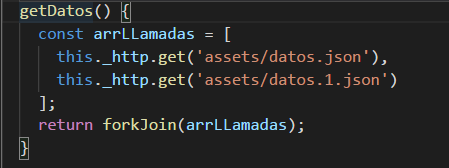 getDatos() {
const arrLLamadas = [
this._http.get('assets/datos.json'),
this._http.get('assets/datos.1.json')
];
return forkJoin(arrLLamadas);
}